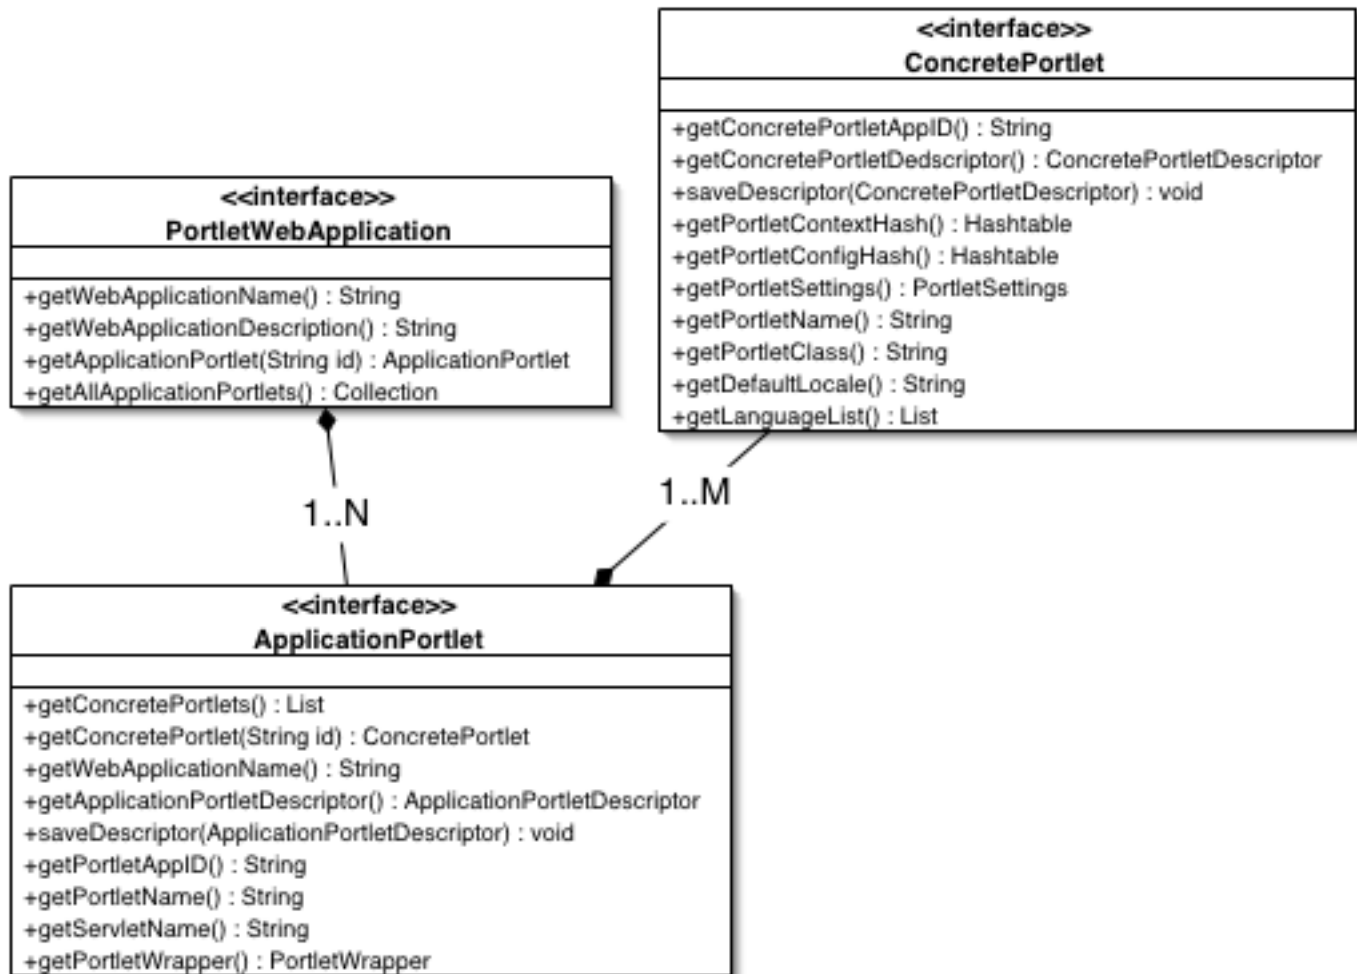 <<interface>>
ConcretePortlet
+getConcretePortletAppID() : String
+getConcretePortletDedscriptor() : ConcretePortletDescriptor
+saveDescriptor(ConcretePortletDescriptor) : void
+getPortletContextHash() : Hashtable
+getPortletConfigHash() : Hashtable
+getPortletSettings() : PortletSettings
+getPortletName() : String
+getPortletClass() : String
+getDefaultLocale() : String
+getLanguageList() : List
<<interface>>
PortletWebApplication
+getWebApplicationName() : String
+getWebApplicationDescription() : String
+getApplicationPortlet(String id) : ApplicationPortlet
+getAllApplicationPortlets() : Collection
1..M
1..N
<<interface>>
ApplicationPortlet
+getConcretePortlets() : List
+getConcretePortlet(String id) : ConcretePortlet
+getWebApplicationName() : String
+getApplicationPortletDescriptor() : ApplicationPortletDescriptor
+saveDescriptor(ApplicationPortletDescriptor) : void
+getPortletAppID() : String
+getPortletName() : String
+getServletName() : String
+getPortletWrapper() : PortletWrapper